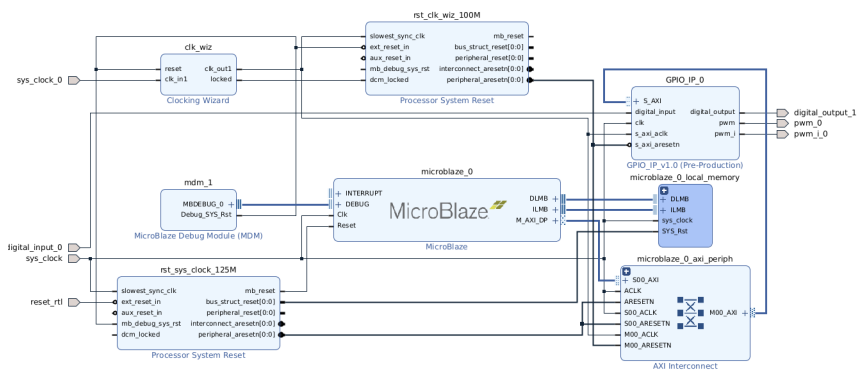 rst_clk_wiz_100M
slowest_sync_clk
mb_reset
ext_reset_in
bus_struct_reset[0:0]
aux_reset_in
peripheral_reset[0:0]
mb_debug_sys_rst
interconnect_aresetn[0:0]
dcm_locked
peripheral_aresetn[0:0]
Processor System Reset
clk_wiz
reset
clk_out1
clk_in1
locked
Clocking Wizard
sys_clock_0
GPIO_IP_0
S_AXI
digital_input
digital_output
clk
pwm
s_axi_aclk
pwm_i
s_axi_aresetn
GPIO_IP_v1.0 (Pre-Production)
digital_output_1
pwm_0
pwm_i_0
mdm_1
MBDEBUG_0
Debug_SYS_Rst
MicroBlaze Debug Module (MDM)
microblaze_0
INTERRUPT
DEBUG
Clk
Reset
MicroBlaze
DLMB
ILMB
M_AXI_DP
MicroBlaze
microblaze_0_local_memory
DLMB
ILMB
sys_clock
SYS_Rst
digital_input_0
sys_clock
reset_rtl
rst_sys_clock_125M
slowest_sync_clk
mb_reset
ext_reset_in
bus_struct_reset[0:0]
aux_reset_in
peripheral_reset[0:0]
mb_debug_sys_rst
interconnect_aresetn[0:0]
dcm_locked
peripheral_aresetn[0:0]
Processor System Reset
microblaze_0_axi_periph
S00_AXI
ACLK
ARESETN
S00_ACLK
M00_AXI
S00_ARESETN
M00_ACLK
M00_ARESETN
AXI Interconnect